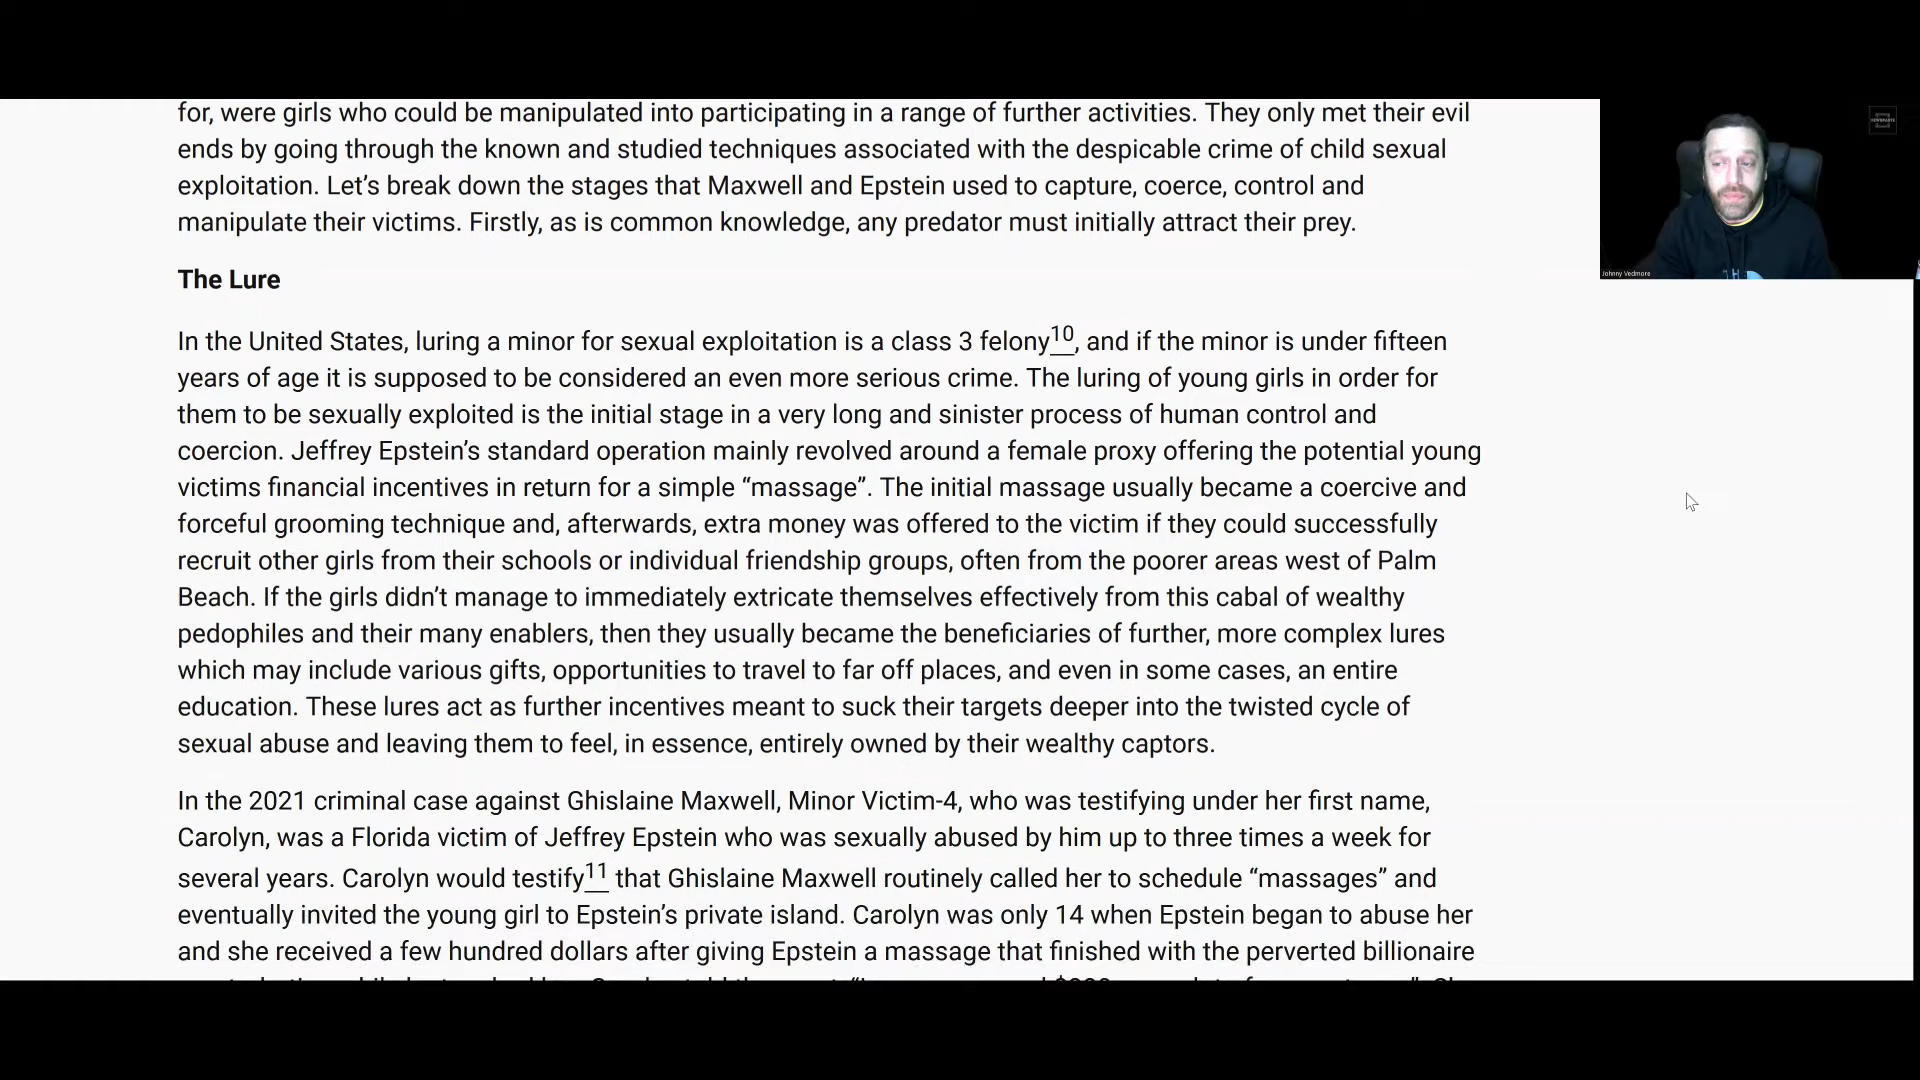 for, were girls who could be manipulated into participating in a range of further activities. They only met their evil
ends by going through the known and studied techniques associated with the despicable crime of child sexual
exploitation. Let’s break down the stages that Maxwell and Epstein used to capture, coerce, control and
manipulate their victims. Firstly, as is common knowledge, any predator must initially attract their prey.
The Lure
In the United States, luring a minor for sexual exploitation is a class 3 felony10, and if the minor is under fifteen
years of age it is supposed to be considered an even more serious crime. The luring of young girls in order for
them to be sexually exploited is the initial stage in a very long and sinister process of human control and
coercion. Jeffrey Epstein’s standard operation mainly revolved around a female proxy offering the potential young
victims financial incentives in return for a simple “massage”. The initial massage usually became a coercive and
forceful grooming technique and, afterwards, extra money was offered to the victim if they could successfully
recruit other girls from their schools or individual friendship groups, often from the poorer areas west of Palm
Beach. If the girls didn’t manage to immediately extricate themselves effectively from this cabal of wealthy
pedophiles and their many enablers, then they usually became the beneficiaries of further, more complex lures
which may include various gifts, opportunities to travel to far off places, and even in some cases, an entire
education. These lures act as further incentives meant to suck their targets deeper into the twisted cycle of
sexual abuse and leaving them to feel, in essence, entirely owned by their wealthy captors.
In the 2021 criminal case against Ghislaine Maxwell, Minor Victim-4, who was testifying under her first name,
Carolyn, was a Florida victim of Jeffrey Epstein who was sexually abused by him up to three times a week for
several years. Carolyn would testify11 that Ghislaine Maxwell routinely called her to schedule “massages” and
eventually invited the young girl to Epstein’s private island. Carolyn was only 14 when Epstein began to abuse her
and she received a few hundred dollars after giving Epstein a massage that finished with the perverted billionaire
Johnny Vedmore